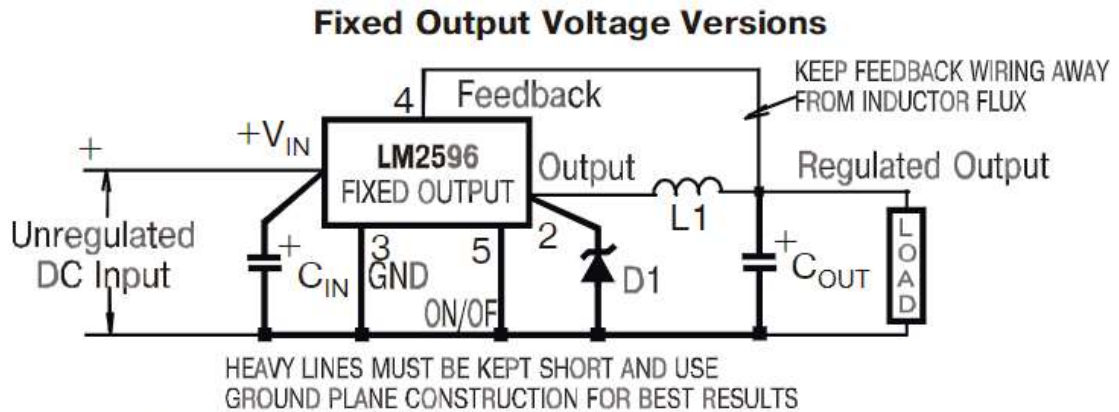 Fixed Output Voltage Versions
KEEP FEEDBACK WIRING AWAY
FROM INDUCTOR FLUX
4
Feedback
+
+VIN
LM2596
FIXED OUTPUT
Output
L1
Regulated Output
Unregulated
DC Input
+
CIN
3
GND
5
ON/OF
2
D1
+
COUT
LOAD
HEAVY LINES MUST BE KEPT SHORT AND USE
GROUND PLANE CONSTRUCTION FOR BEST RESULTS